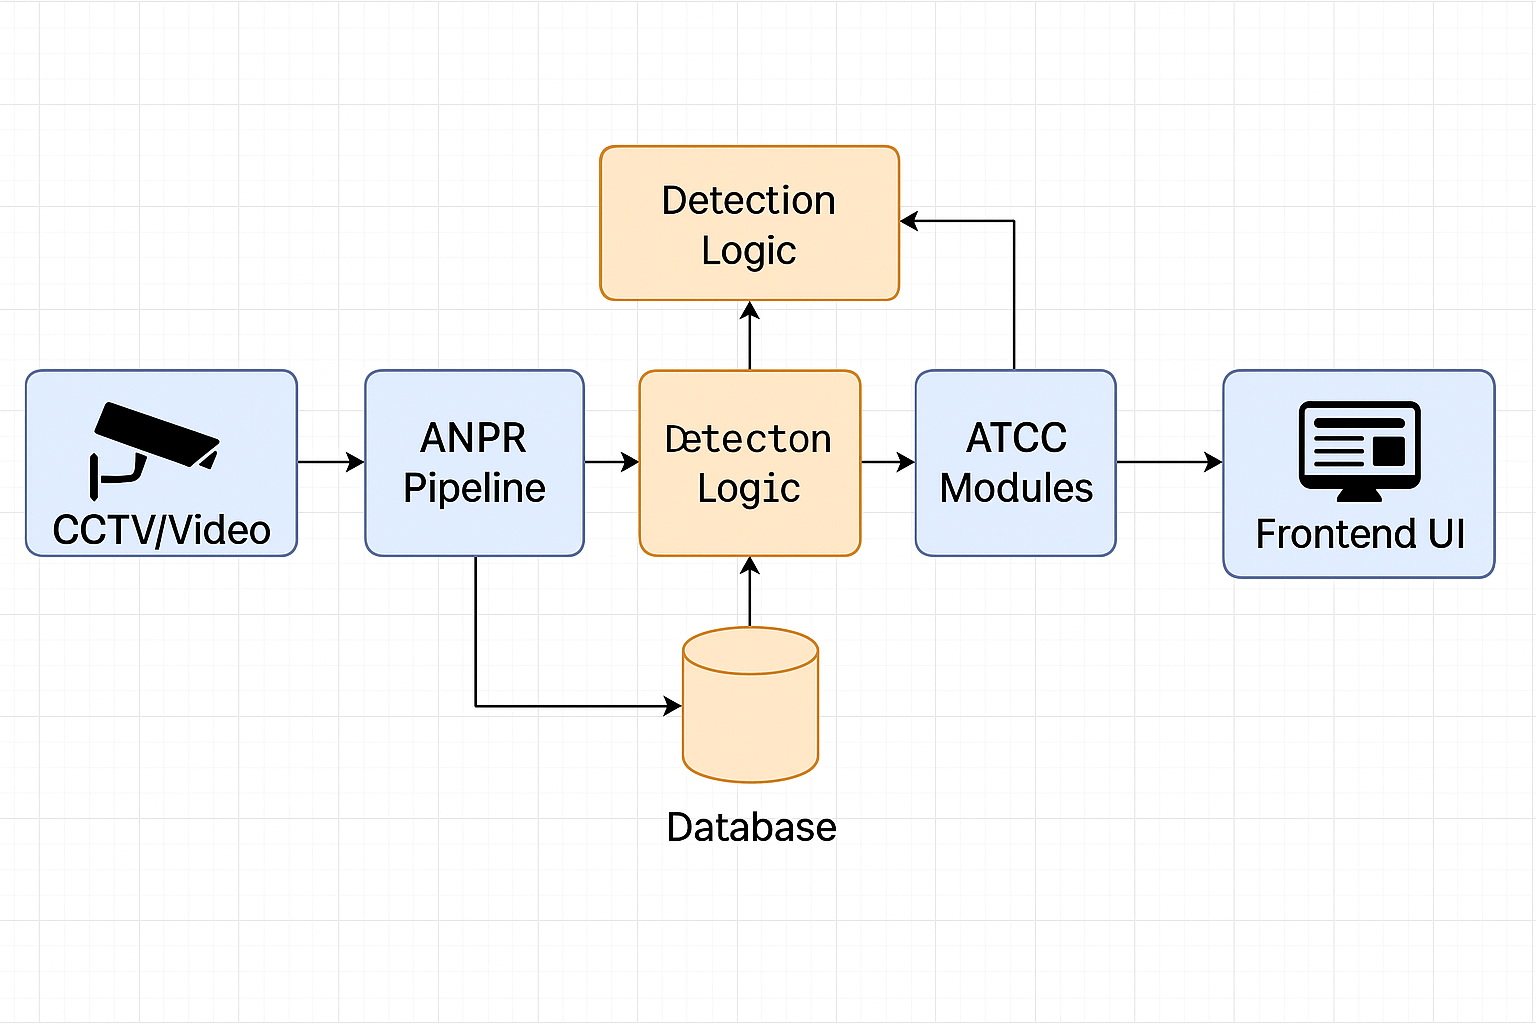 Detection
Logic
CCTV/Video
ANPR
Pipeline
Detecton
Logic
ATCC
Modules
Frontend UI
Database